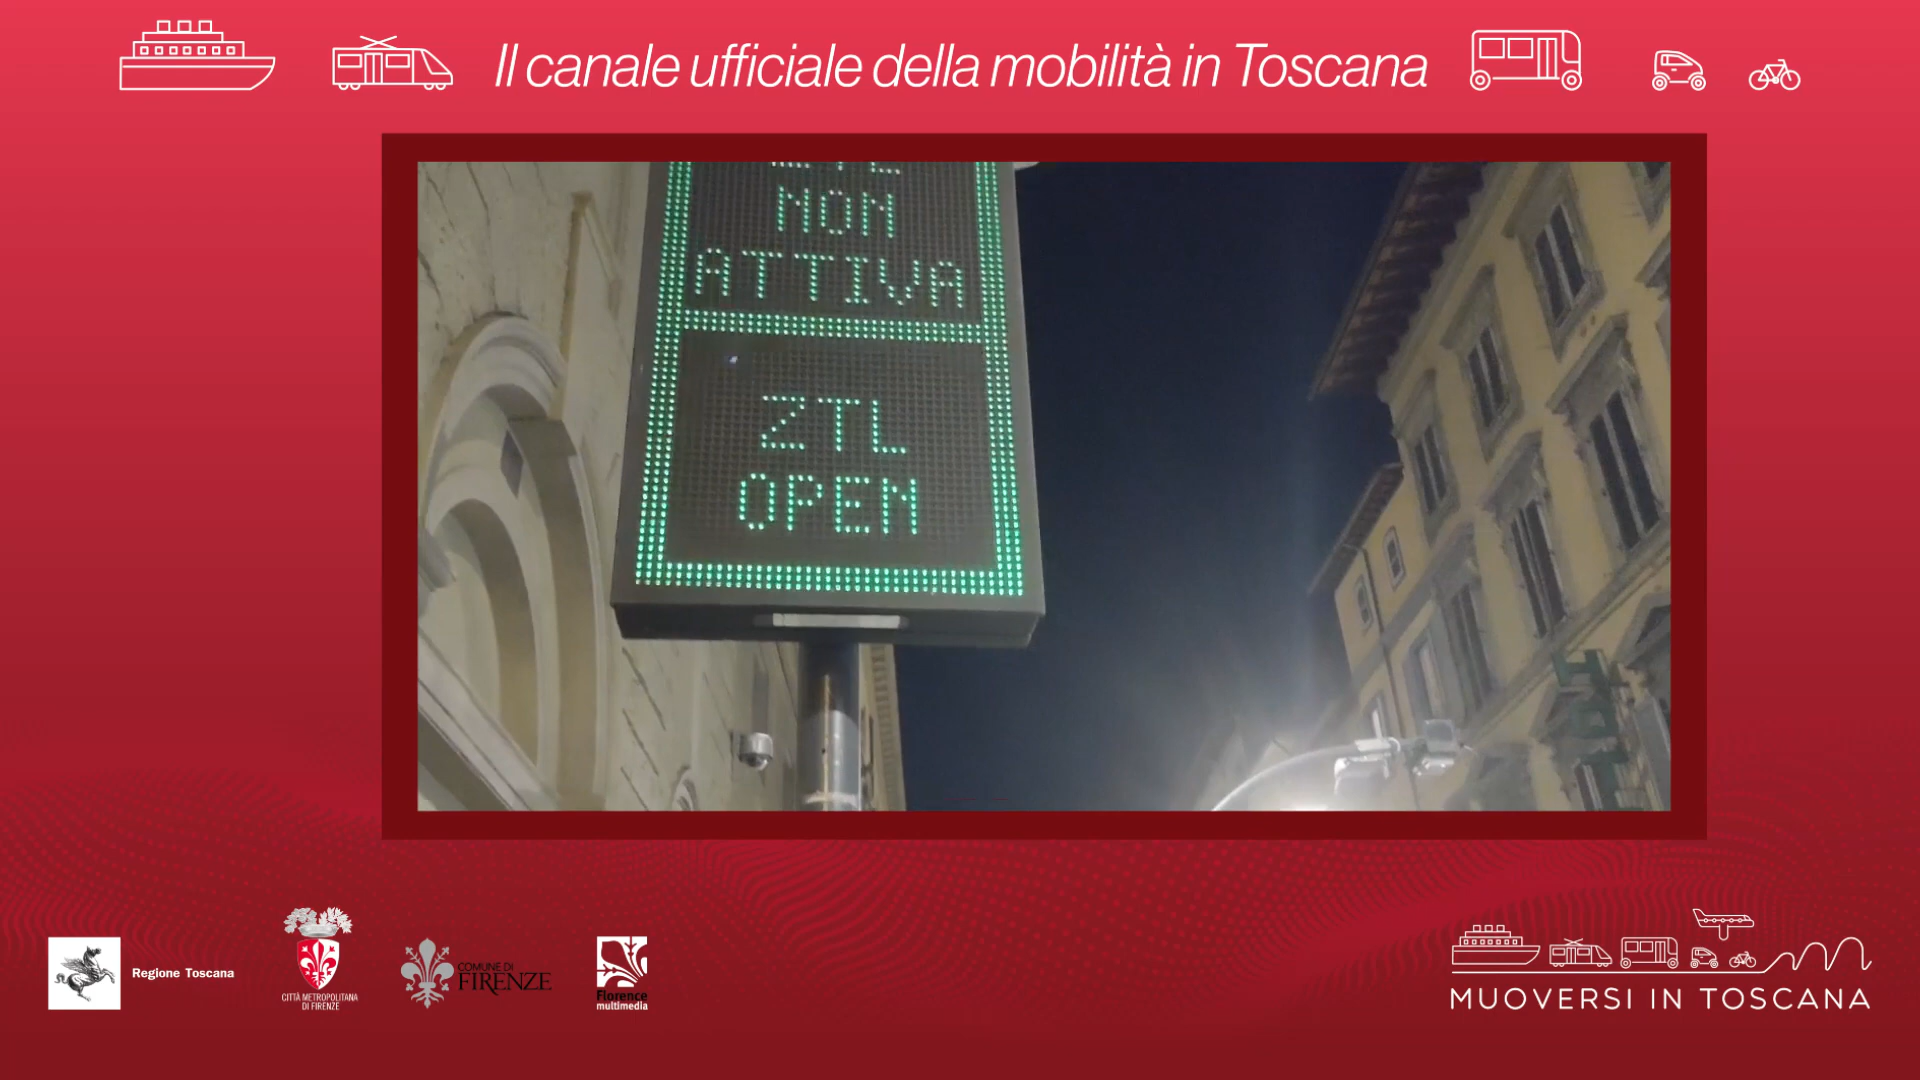 Il canale ufficiale della mobilità in Toscana
ZTL
NON
ATTIVA
ZTL
OPEN
Regione Toscana
CITTÀ METROPOLITANA
DI FIRENZE
COMUNE DI
FIRENZE
Florence
multimedia
MUOVERSI IN TOSCANA